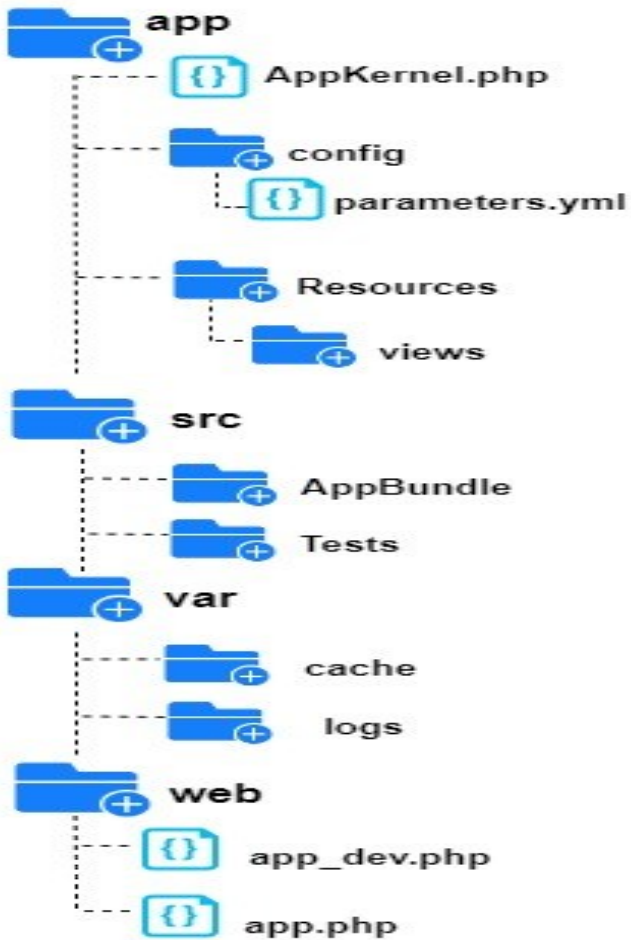 app
AppKernel.php
config
parameters.yml
Resources
views
src
AppBundle
Tests
var
cache
logs
web
app_dev.php
app.php